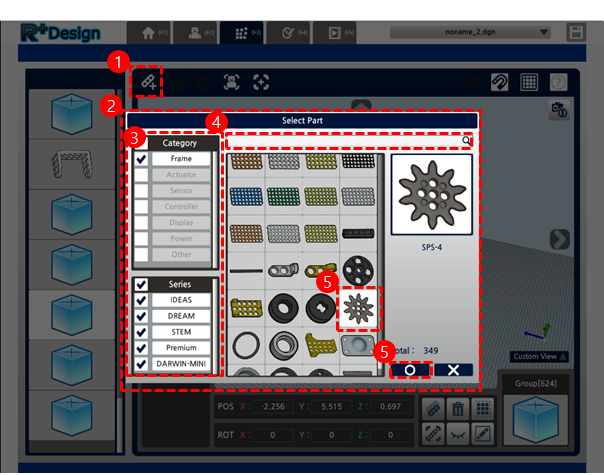 R+Design
(F1)
(F2)
(F3)
(F4)
(F5)
noname_2.dgn
1
2
3
4
Select Part
Category
Frame
Actuator
Sensor
Controller
Display
Power
Other
Series
IDEAS
DREAM
STEM
Premium
DARWIN-MINI
SPS-4
5
Total : 349
5
O X
Custom View
Group[624]
POS X: -2.256 Y: 5.515 Z: 0.697
ROT X: 0 Y: 0 Z: 0